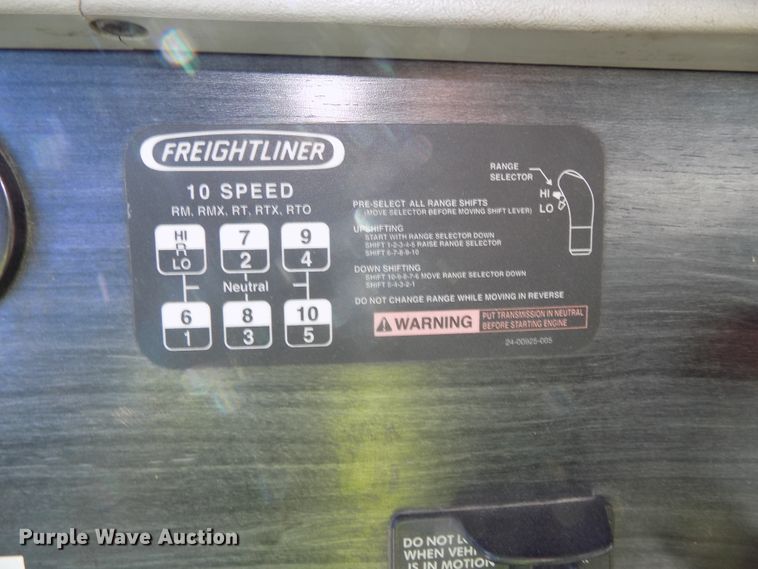 FREIGHTLINER
10 SPEED
RM, RMX, RT, RTX, RTO
HI
R
LO
7
2
9
4
Neutral
6
1
8
3
10
5
RANGE
SELECTOR
HI
LO
PRE-SELECT ALL RANGE SHIFTS
(MOVE SELECTOR BEFORE MOVING SHIFT LEVER)
UPSHIFTING
START WITH RANGE SELECTOR DOWN
SHIFT 1-2-3-4-5 RAISE RANGE SELECTOR
SHIFT 6-7-8-9-10
DOWN SHIFTING
SHIFT 10-9-8-7-6 MOVE RANGE SELECTOR DOWN
SHIFT 5-4-3-2-1
DO NOT CHANGE RANGE WHILE MOVING IN REVERSE
WARNING PUT TRANSMISSION IN NEUTRAL
BEFORE STARTING ENGINE
24-00925-005
DO NOT
WHEN VEHI
IS IN MOTION
Purple Wave Auction